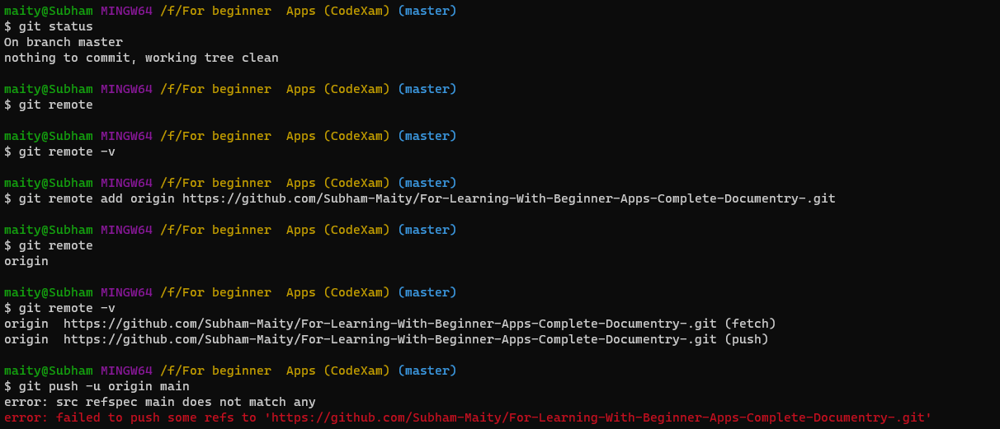 maity@Subham MINGW64 /f/For beginner  Apps (CodeXam) (master)
$ git status
On branch master
nothing to commit, working tree clean
maity@Subham MINGW64 /f/For beginner  Apps (CodeXam) (master)
$ git remote
maity@Subham MINGW64 /f/For beginner  Apps (CodeXam) (master)
$ git remote -v
maity@Subham MINGW64 /f/For beginner  Apps (CodeXam) (master)
$ git remote add origin https://github.com/Subham-Maity/For-Learning-With-Beginner-Apps-Complete-Documentry-.git
maity@Subham MINGW64 /f/For beginner  Apps (CodeXam) (master)
$ git remote
origin
maity@Subham MINGW64 /f/For beginner  Apps (CodeXam) (master)
$ git remote -v
origin  https://github.com/Subham-Maity/For-Learning-With-Beginner-Apps-Complete-Documentry-.git (fetch)
origin  https://github.com/Subham-Maity/For-Learning-With-Beginner-Apps-Complete-Documentry-.git (push)
maity@Subham MINGW64 /f/For beginner  Apps (CodeXam) (master)
$ git push -u origin main
error: src refspec main does not match any
error: failed to push some refs to 'https://github.com/Subham-Maity/For-Learning-With-Beginner-Apps-Complete-Documentry-.git'